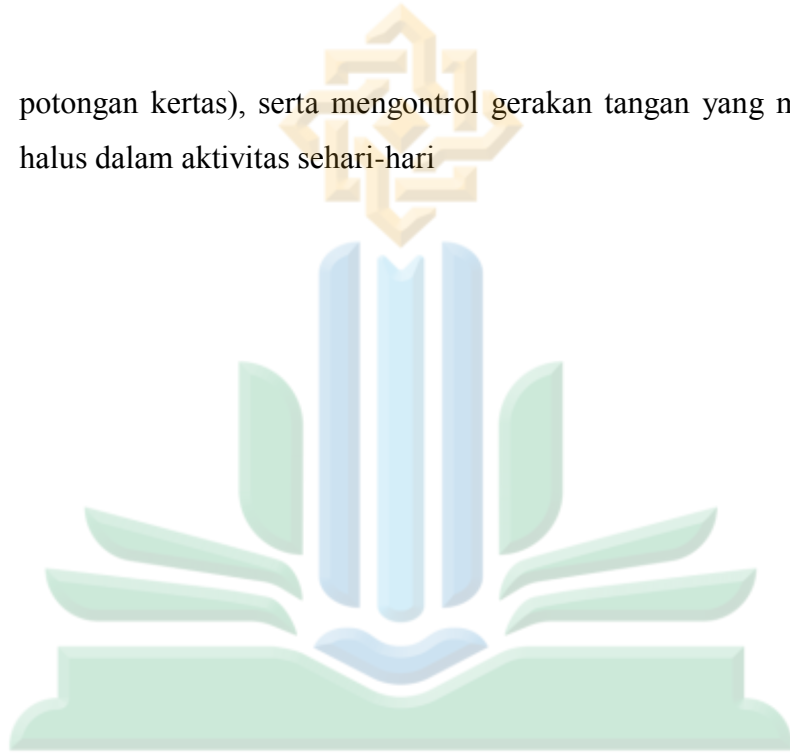 potongan kertas), serta mengontrol gerakan tangan yang
halus dalam aktivitas sehari-hari